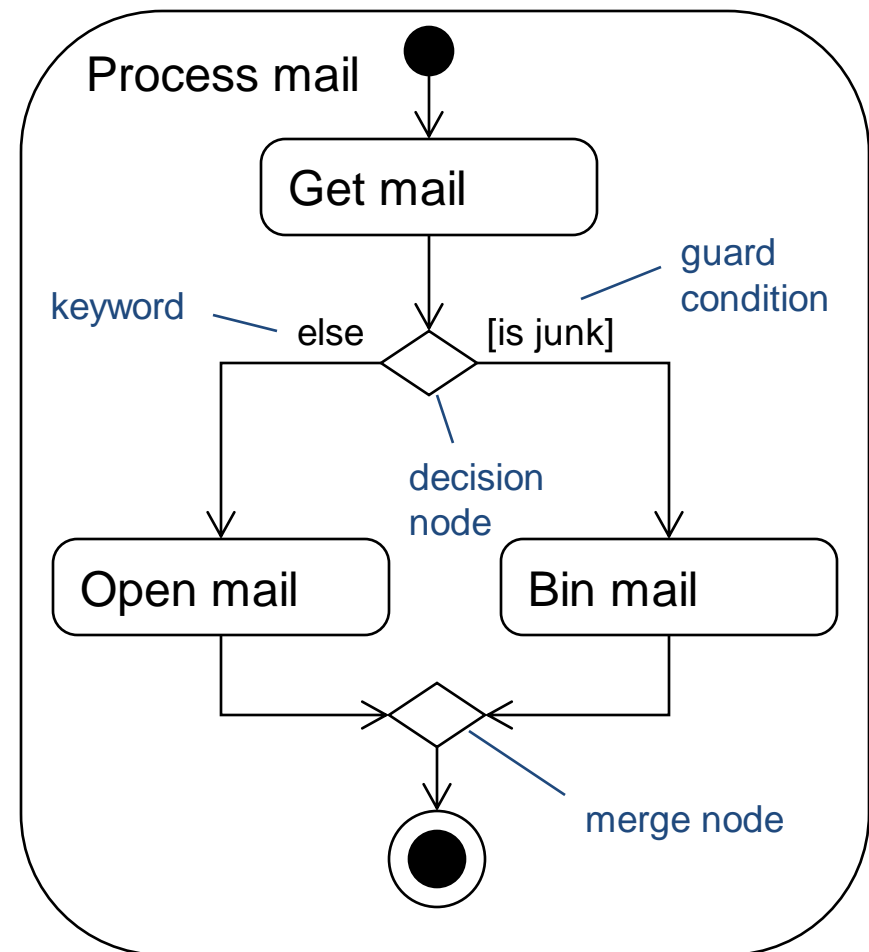 Process mail
Get mail
guard
condition
keyword
else
[is junk]
decision
node
Open mail
Bin mail
merge node